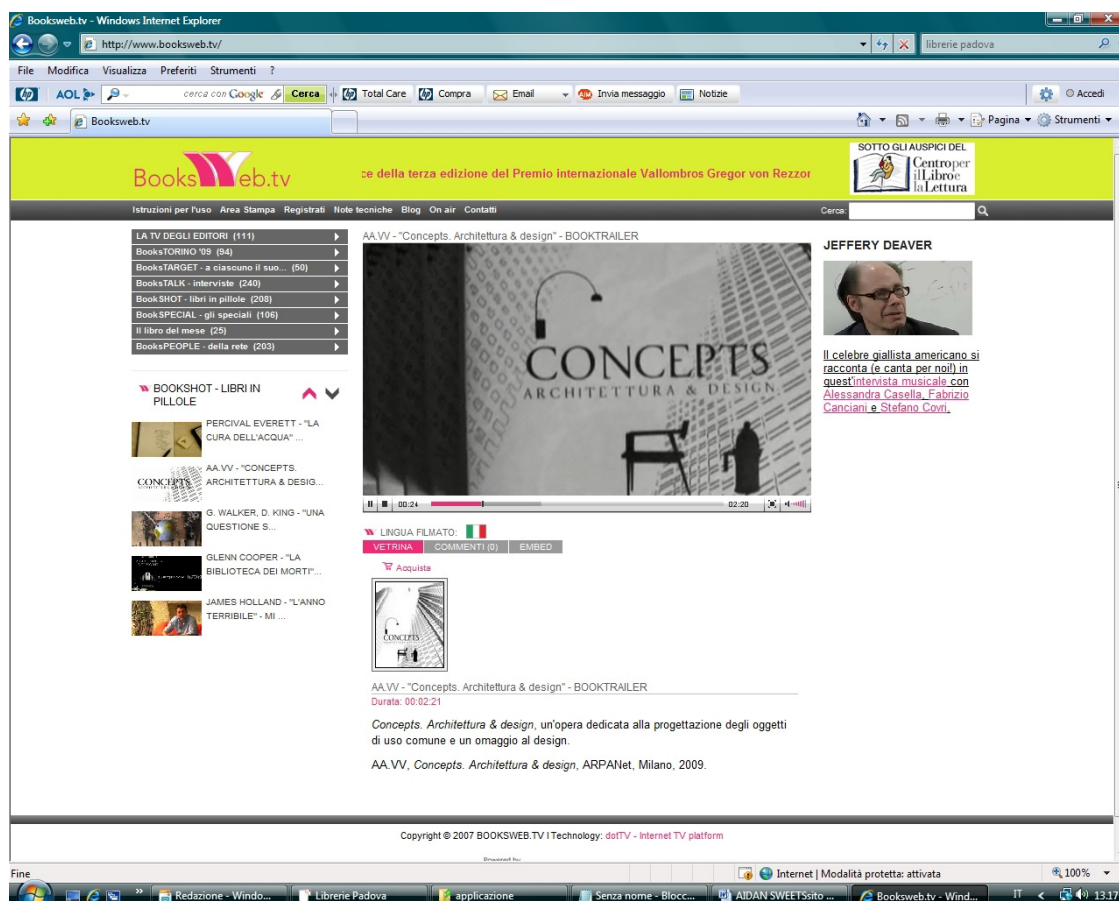 Booksweb.tv - Windows Internet Explorer
http://www.booksweb.tv/
librerie padova
File Modifica Visualizza Preferiti Strumenti ?
AOL cerca con Google Cerca Total Care Compra Email Invia messaggio Notizie Accedi
Booksweb.tv Pagina Strumenti
BooksWeb.tv
ce della terza edizione del Premio internazionale Vallombros Gregor von Rezzor
SOTTO GLI AUSPICI DEL
Centro per
il Libro e
la Lettura
Istruzioni per l'uso Area Stampa Registrati Note tecniche Blog On air Contatti Cerca:
LA TV DEGLI EDITORI (111)
BooksTORINO '09 (94)
BooksTARGET - a ciascuno il suo... (50)
BooksTALK - interviste (240)
BookSHOT - libri in pillole (208)
BookSPECIAL - gli speciali (106)
Il libro del mese (25)
BooksPEOPLE - della rete (203)
BOOKSHOT - LIBRI IN
PILLOLE
PERCIVAL EVERETT - "LA
CURA DELL'ACQUA" ...
CONCEPTS
AA.VV - "CONCEPTS.
ARCHITETTURA & DESIG...
G. WALKER, D. KING - "UNA
QUESTIONE S...
GLENN COOPER - "LA
BIBLIOTECA DEI MORTI"...
JAMES HOLLAND - "L'ANNO
TERRIBILE" - MI ...
AA.VV - "Concepts. Architettura & design" - BOOKTRAILER
CONCEPTS
ARCHITETTURA & DESIGN
00:24 02:20
LINGUA FILMATO:
VETRINA COMMENTI (0) EMBED
Acquista
CONCEPTS
AA.VV - "Concepts. Architettura & design" - BOOKTRAILER
Durata: 00:02:21
Concepts. Architettura & design, un'opera dedicata alla progettazione degli oggetti
di uso comune e un omaggio al design.
AA.VV, Concepts. Architettura & design, ARPANet, Milano, 2009.
JEFFERY DEAVER
Il celebre giallista americano si
racconta (e canta per noi!) in
quest'intervista musicale con
Alessandra Casella, Fabrizio
Canciani e Stefano Covri.
Copyright © 2007 BOOKSWEB.TV I Technology: dotTV - Internet TV platform
Powered by
Fine Internet | Modalità protetta: attivata 100%
Redazione - Windo... Librerie Padova applicazione Senza nome - Blocc... AIDAN SWEETSsito ... Booksweb.tv - Wind... IT 13.17